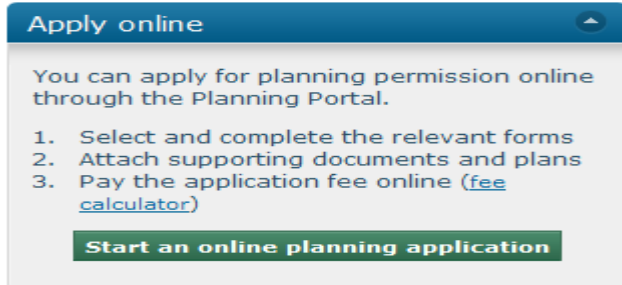 Apply online
You can apply for planning permission online
through the Planning Portal.
1. Select and complete the relevant forms
2. Attach supporting documents and plans
3. Pay the application fee online (fee
calculator)
Start an online planning application